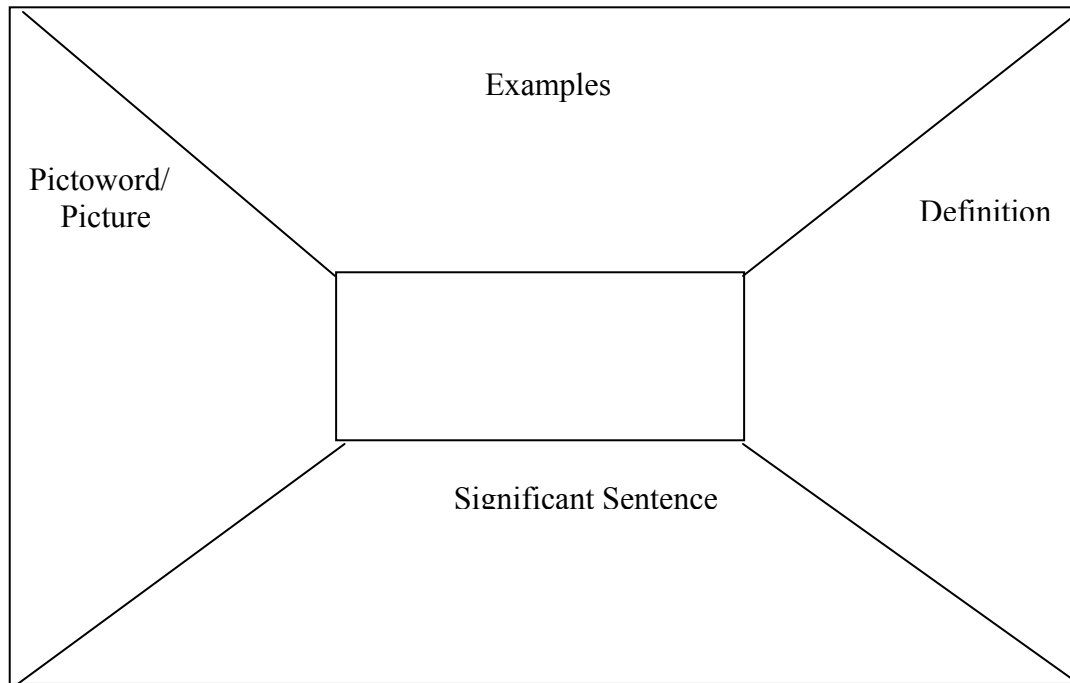 Examples
Pictoword/
Picture
Definition
Significant Sentence